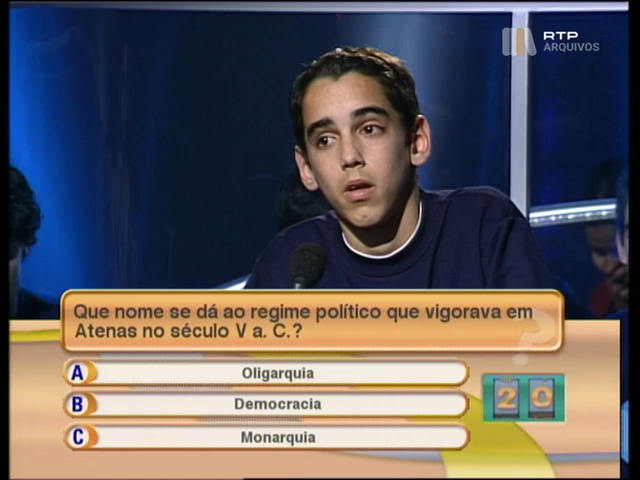 RTP
ARQUIVOS
Que nome se dá ao regime político que vigorava em
Atenas no século V a. C.?
A Oligarquia
B Democracia
C Monarquia
20